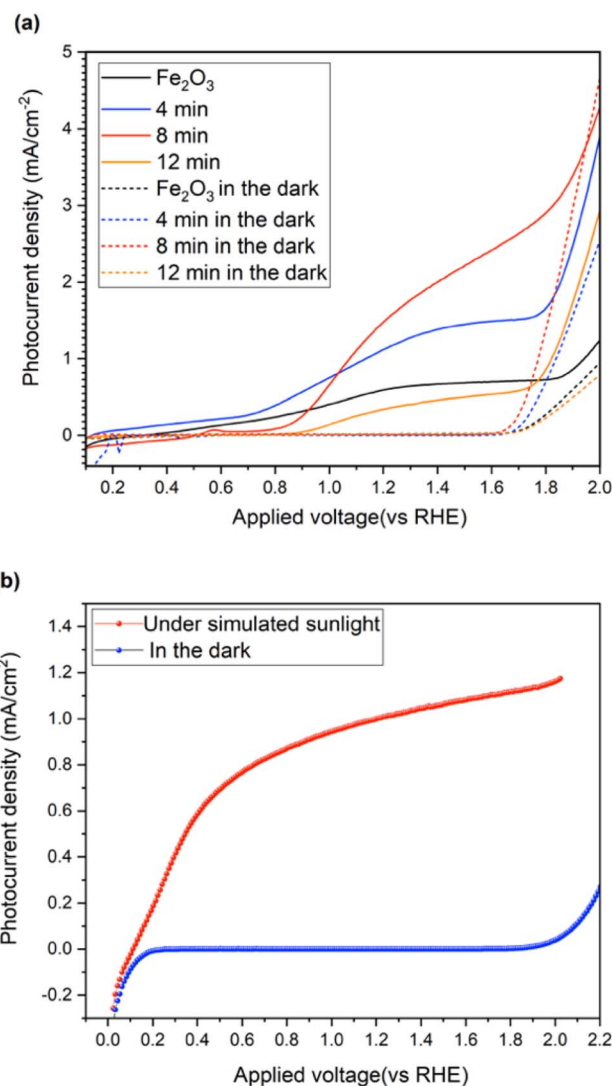 (a)
5
4
3
2
1
0
Photocurrent density (mA/cm-2)
Fe2O3
4 min
8 min
12 min
Fe2O3 in the dark
4 min in the dark
8 min in the dark
12 min in the dark
0.2 0.4 0.6 0.8 1.0 1.2 1.4 1.6 1.8 2.0
Applied voltage(vs RHE)
b)
1.4
1.2
1.0
0.8
0.6
0.4
0.2
0.0
-0.2
Photocurrent density (mA/cm2)
Under simulated sunlight
In the dark
0.0 0.2 0.4 0.6 0.8 1.0 1.2 1.4 1.6 1.8 2.0 2.2
Applied voltage(vs RHE)